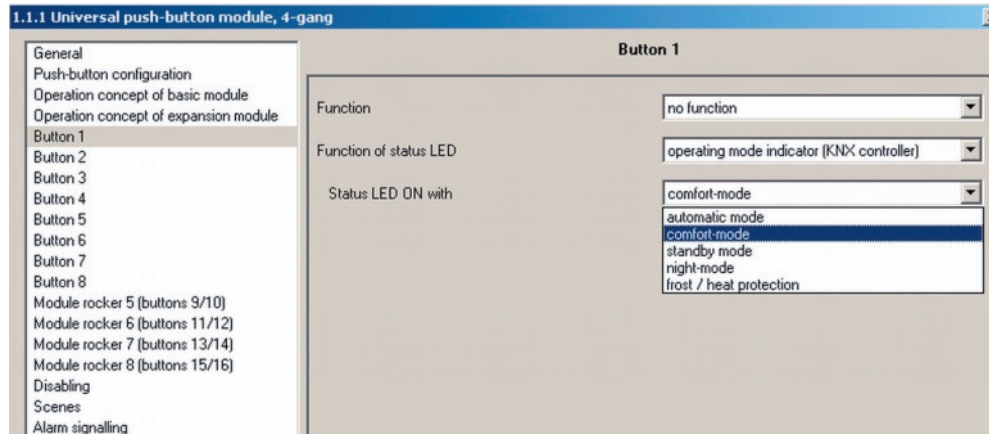 1.1.1 Universal push-button module, 4-gang
General
Push-button configuration
Operation concept of basic module
Operation concept of expansion module
Button 1
Button 2
Button 3
Button 4
Button 5
Button 6
Button 7
Button 8
Module rocker 5 (buttons 9/10)
Module rocker 6 (buttons 11/12)
Module rocker 7 (buttons 13/14)
Module rocker 8 (buttons 15/16)
Disabling
Scenes
Alarm signalling
Button 1
Function no function
Function of status LED operating mode indicator (KNX controller)
Status LED ON with comfort-mode
automatic mode
comfort-mode
standby mode
night-mode
frost / heat protection